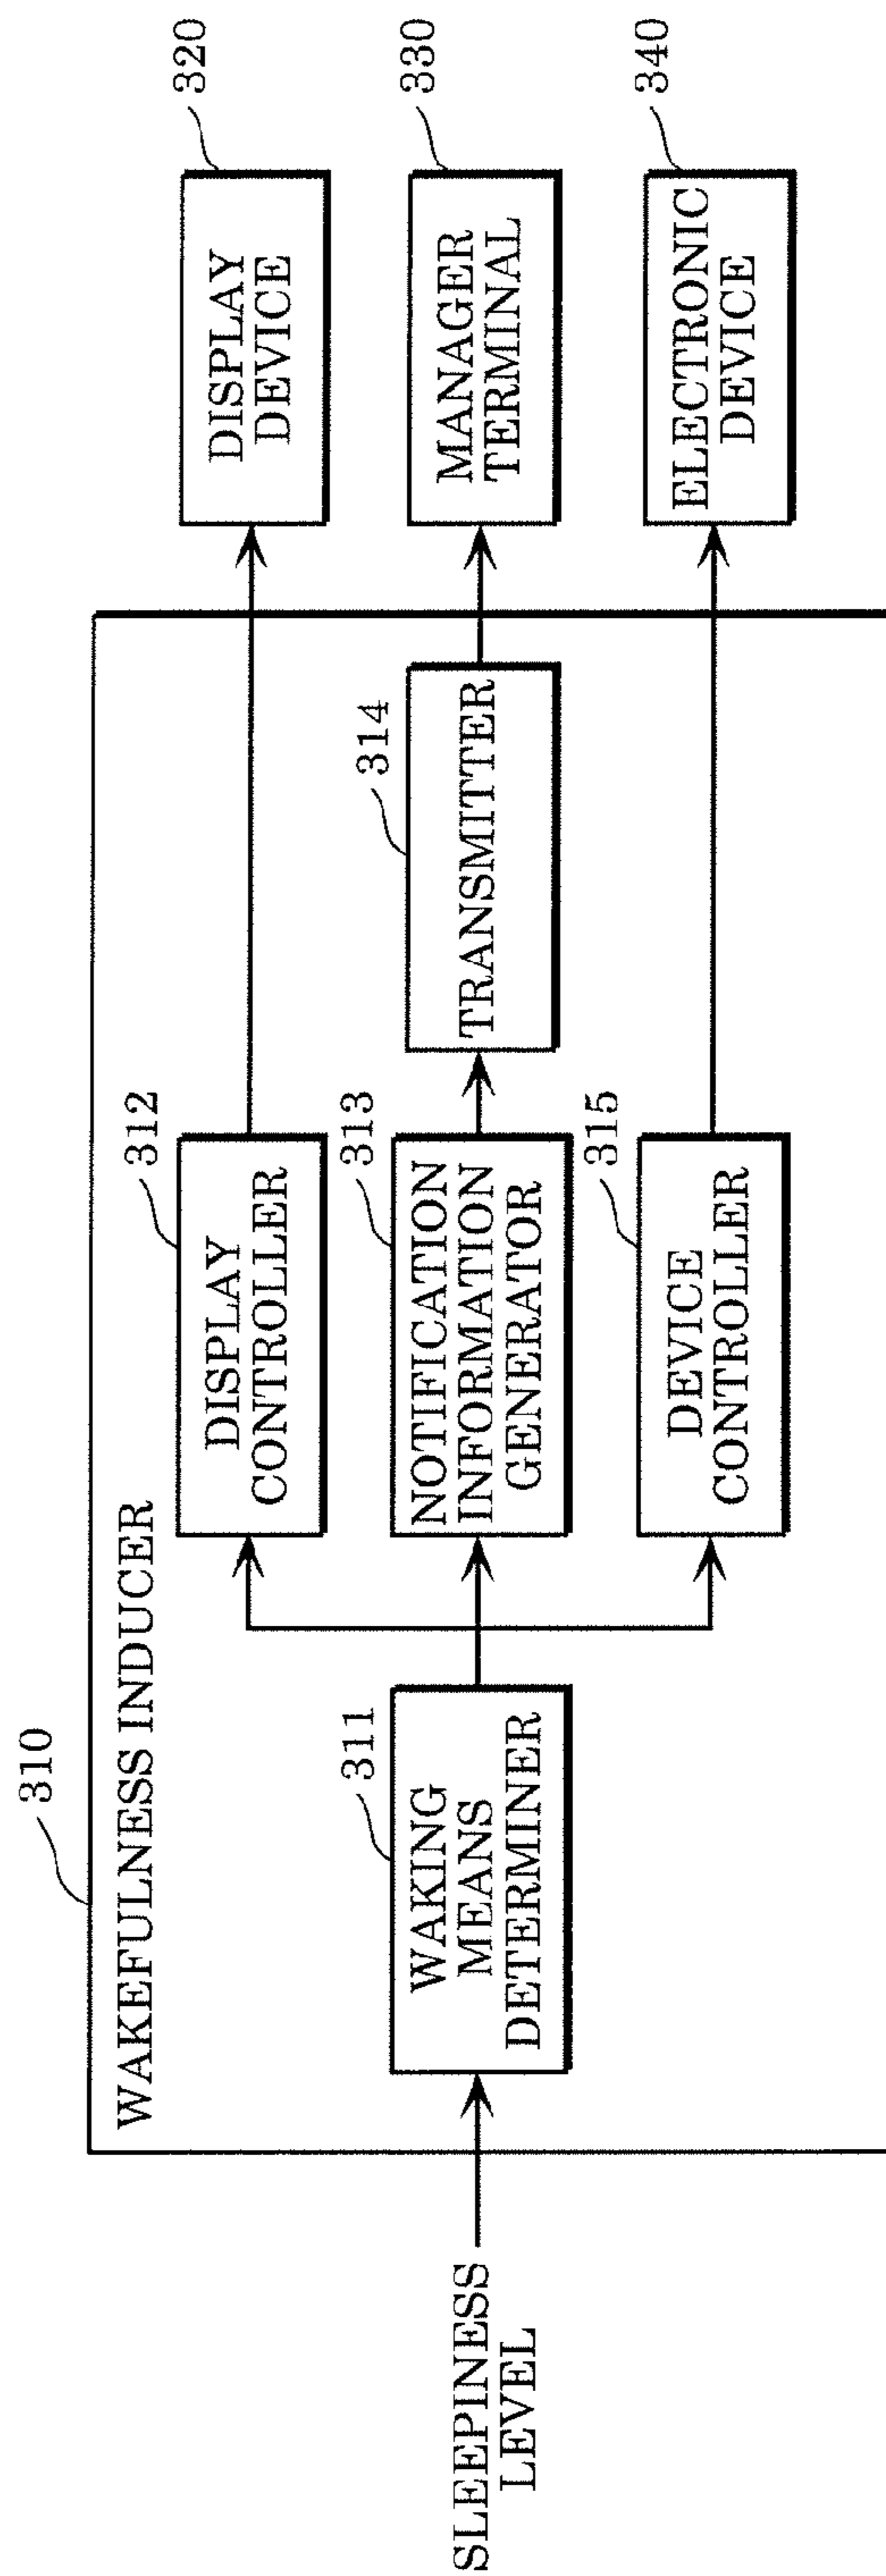 310
WAKEFULNESS INDUCER
SLEEPINESS
LEVEL
311
WAKING
MEANS
DETERMINER
312
DISPLAY
CONTROLLER
313
NOTIFICATION
INFORMATION
GENERATOR
315
DEVICE
CONTROLLER
314
TRANSMITTER
320
DISPLAY
DEVICE
330
MANAGER
TERMINAL
340
ELECTRONIC
DEVICE